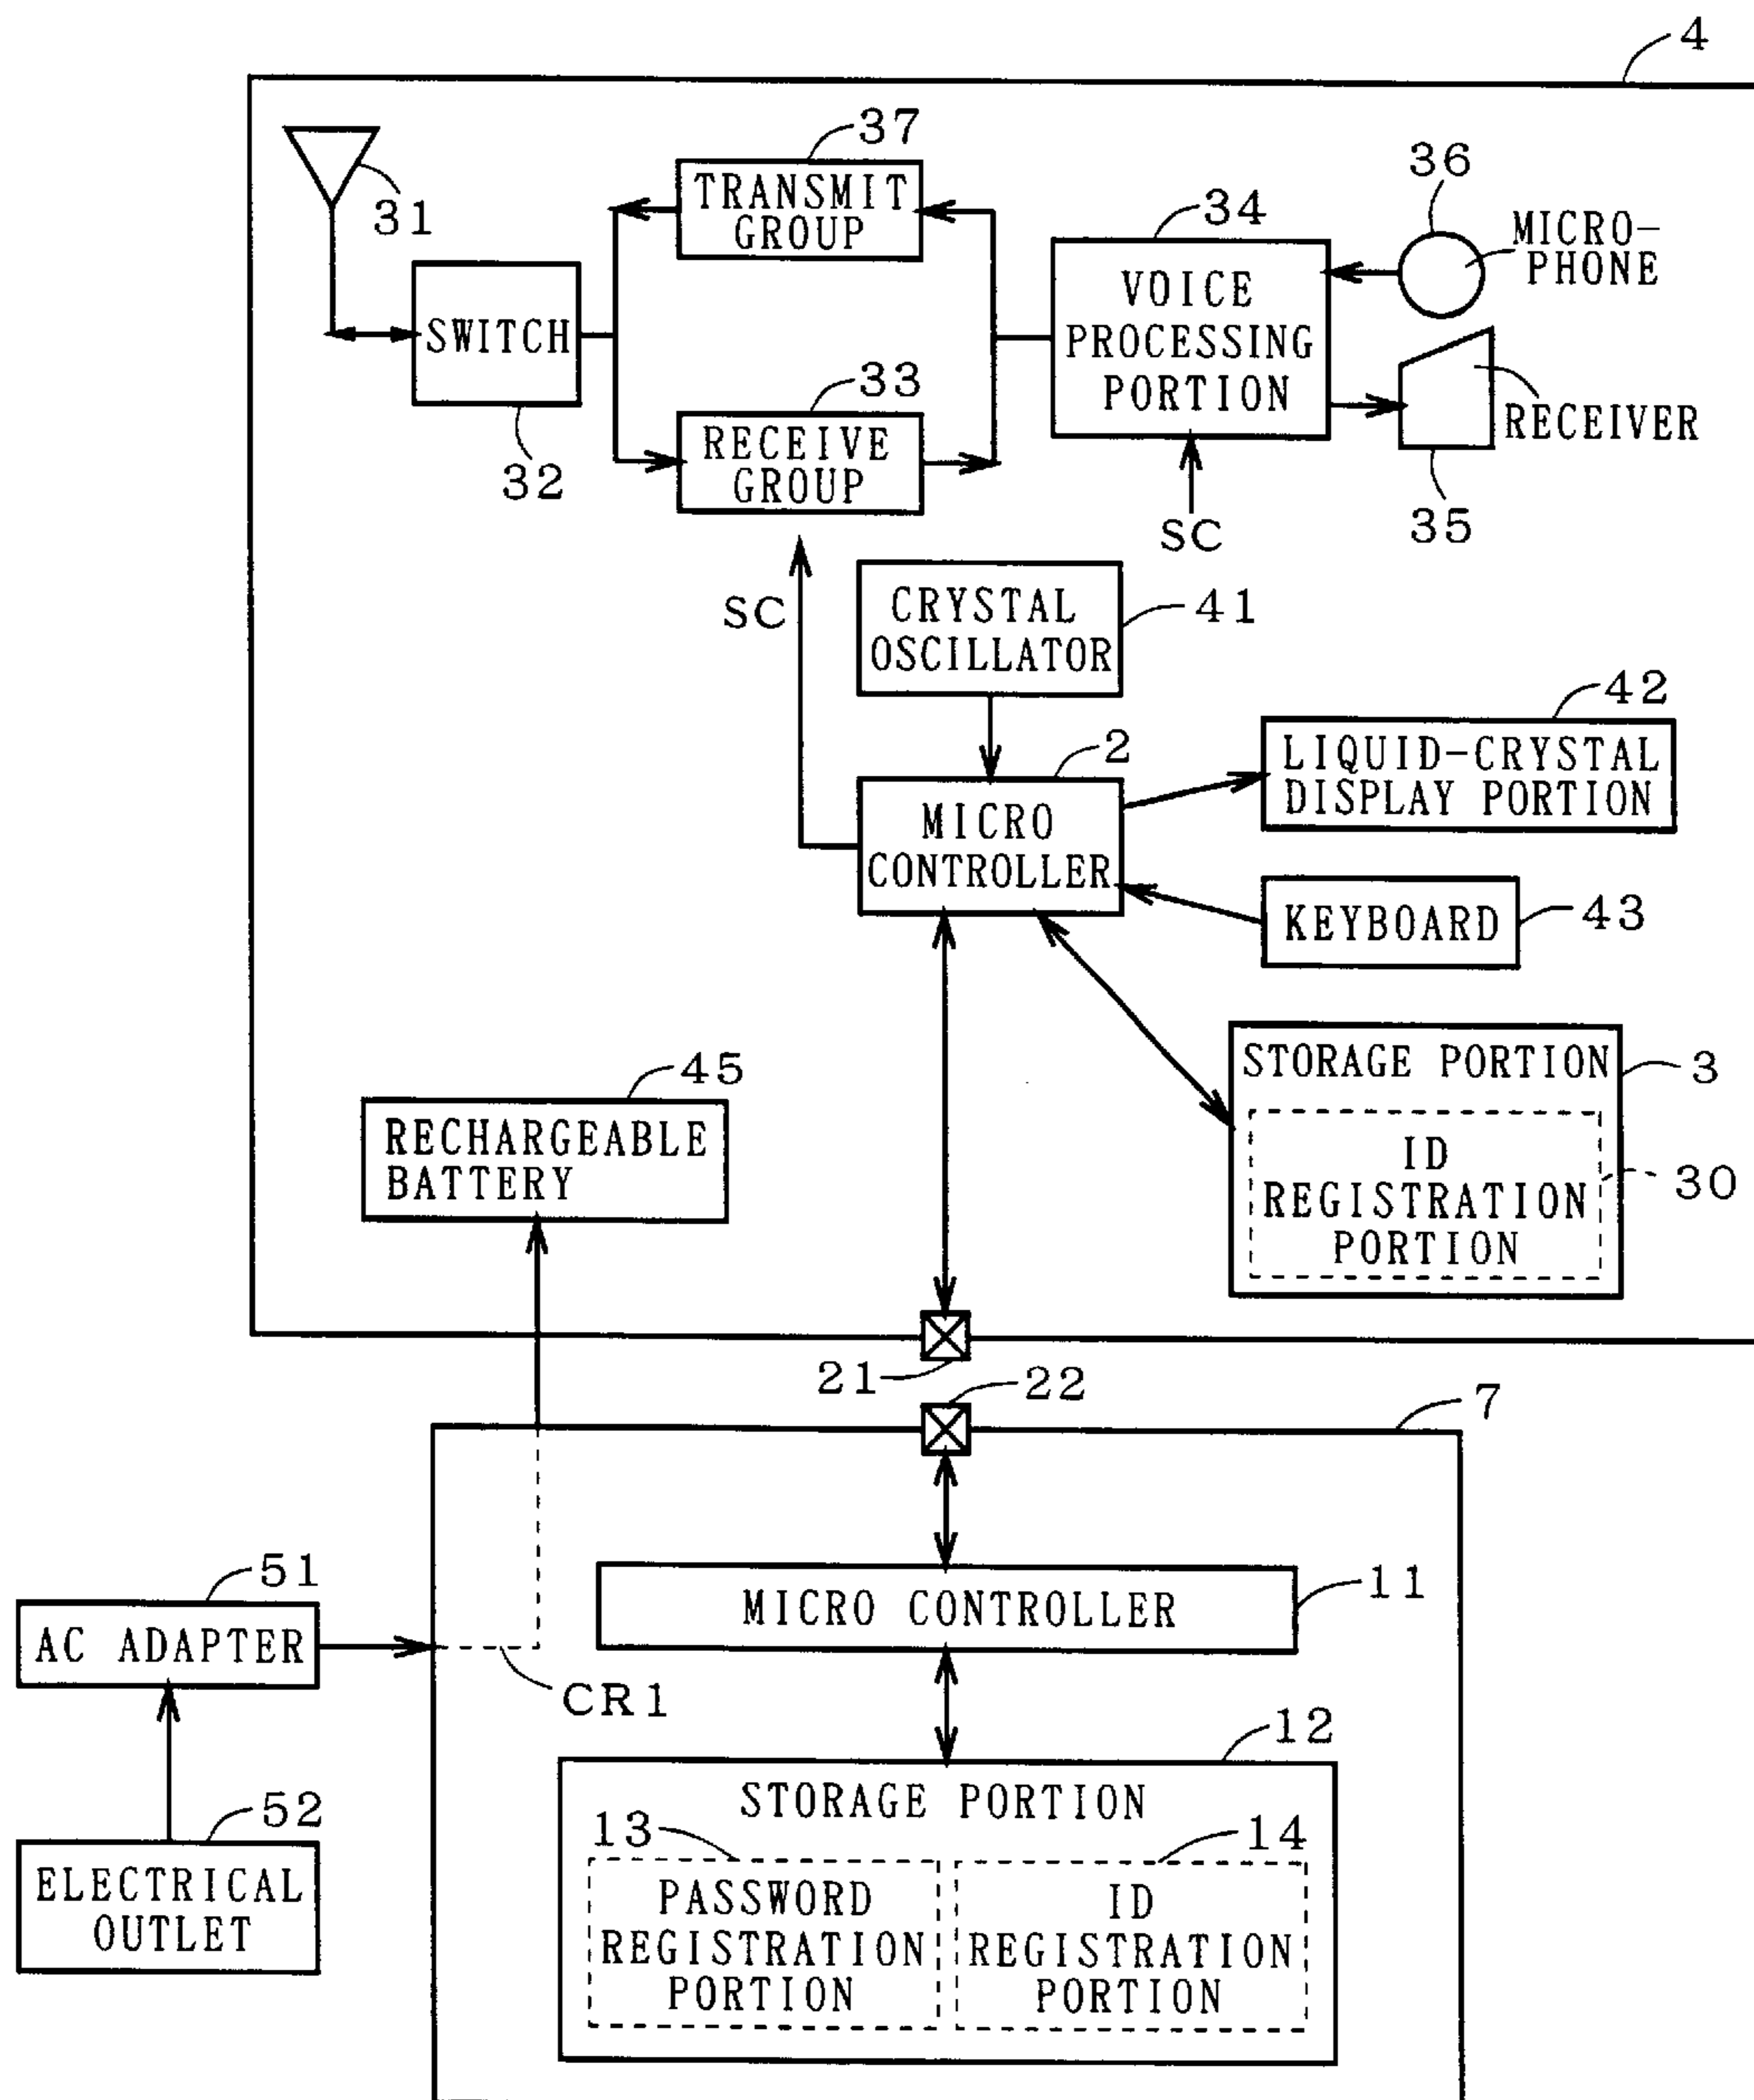 4
37
TRANSMIT
GROUP
31
34
36
MICRO-
PHONE
VOICE
PROCESSING
PORTION
SWITCH
32
33
RECEIVE
GROUP
RECEIVER
35
SC
SC
CRYSTAL
OSCILLATOR
41
42
LIQUID-CRYSTAL
DISPLAY PORTION
2
MICRO
CONTROLLER
KEYBOARD
43
STORAGE PORTION
3
ID
REGISTRATION
PORTION
30
45
RECHARGEABLE
BATTERY
21
22
7
51
AC ADAPTER
MICRO CONTROLLER
11
CR1
12
STORAGE PORTION
52
ELECTRICAL
OUTLET
13
PASSWORD
REGISTRATION
PORTION
14
ID
REGISTRATION
PORTION